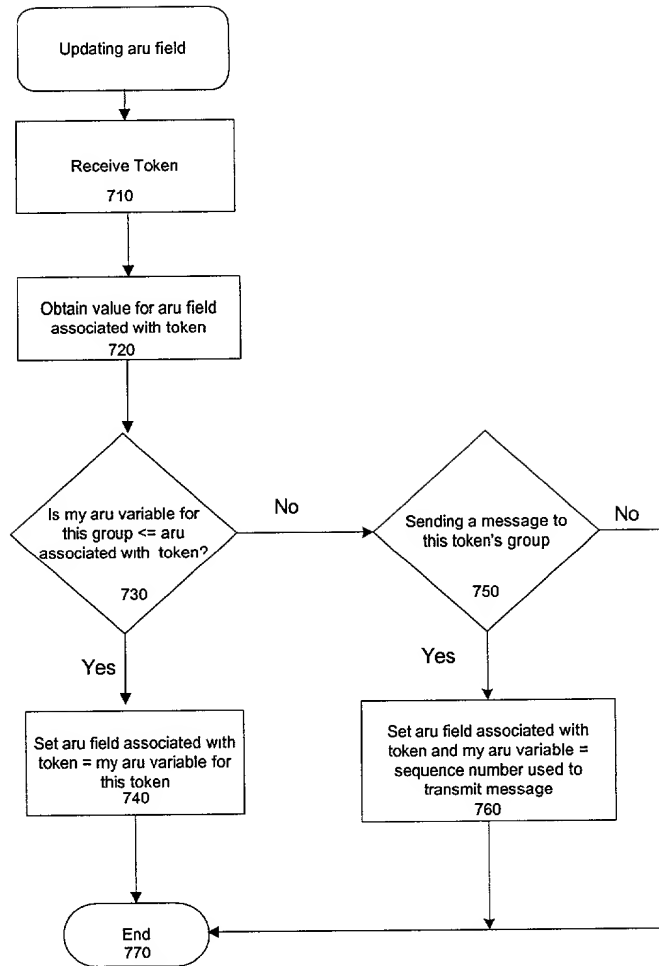 Updating aru field
Receive Token
710
Obtain value for aru field
associated with token
720
Is my aru variable for
this group <= aru
associated with token?
730
No
Sending a message to
this token's group
750
No
Yes
Yes
Set aru field associated with
token = my aru variable for
this token
740
Set aru field associated with
token and my aru variable =
sequence number used to
transmit message
760
End
770